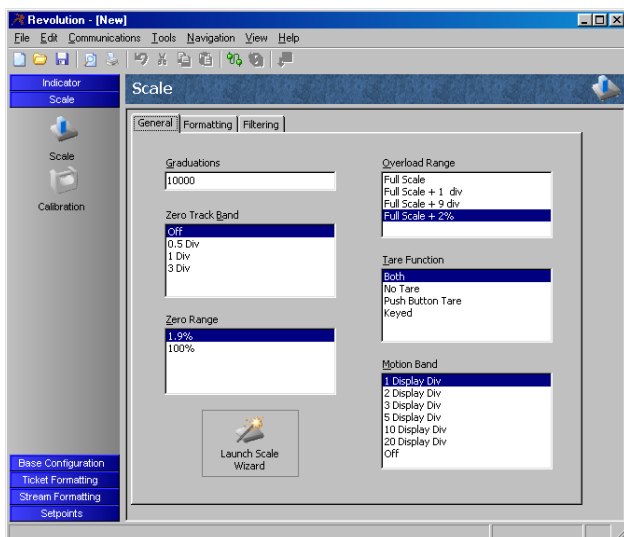 Revolution - [New]
File Edit Communications Tools Navigation View Help
Indicator
Scale
Scale
Calibration
Base Configuration
Ticket Formatting
Stream Formatting
Setpoints
Scale
General Formatting Filtering
Graduations
10000
Zero Track Band
Off
0.5 Div
1 Div
3 Div
Zero Range
1.9%
100%
Launch Scale
Wizard
Overload Range
Full Scale
Full Scale + 1 div
Full Scale + 9 div
Full Scale + 2%
Tare Function
Both
No Tare
Push Button Tare
Keyed
Motion Band
1 Display Div
2 Display Div
3 Display Div
5 Display Div
10 Display Div
20 Display Div
Off